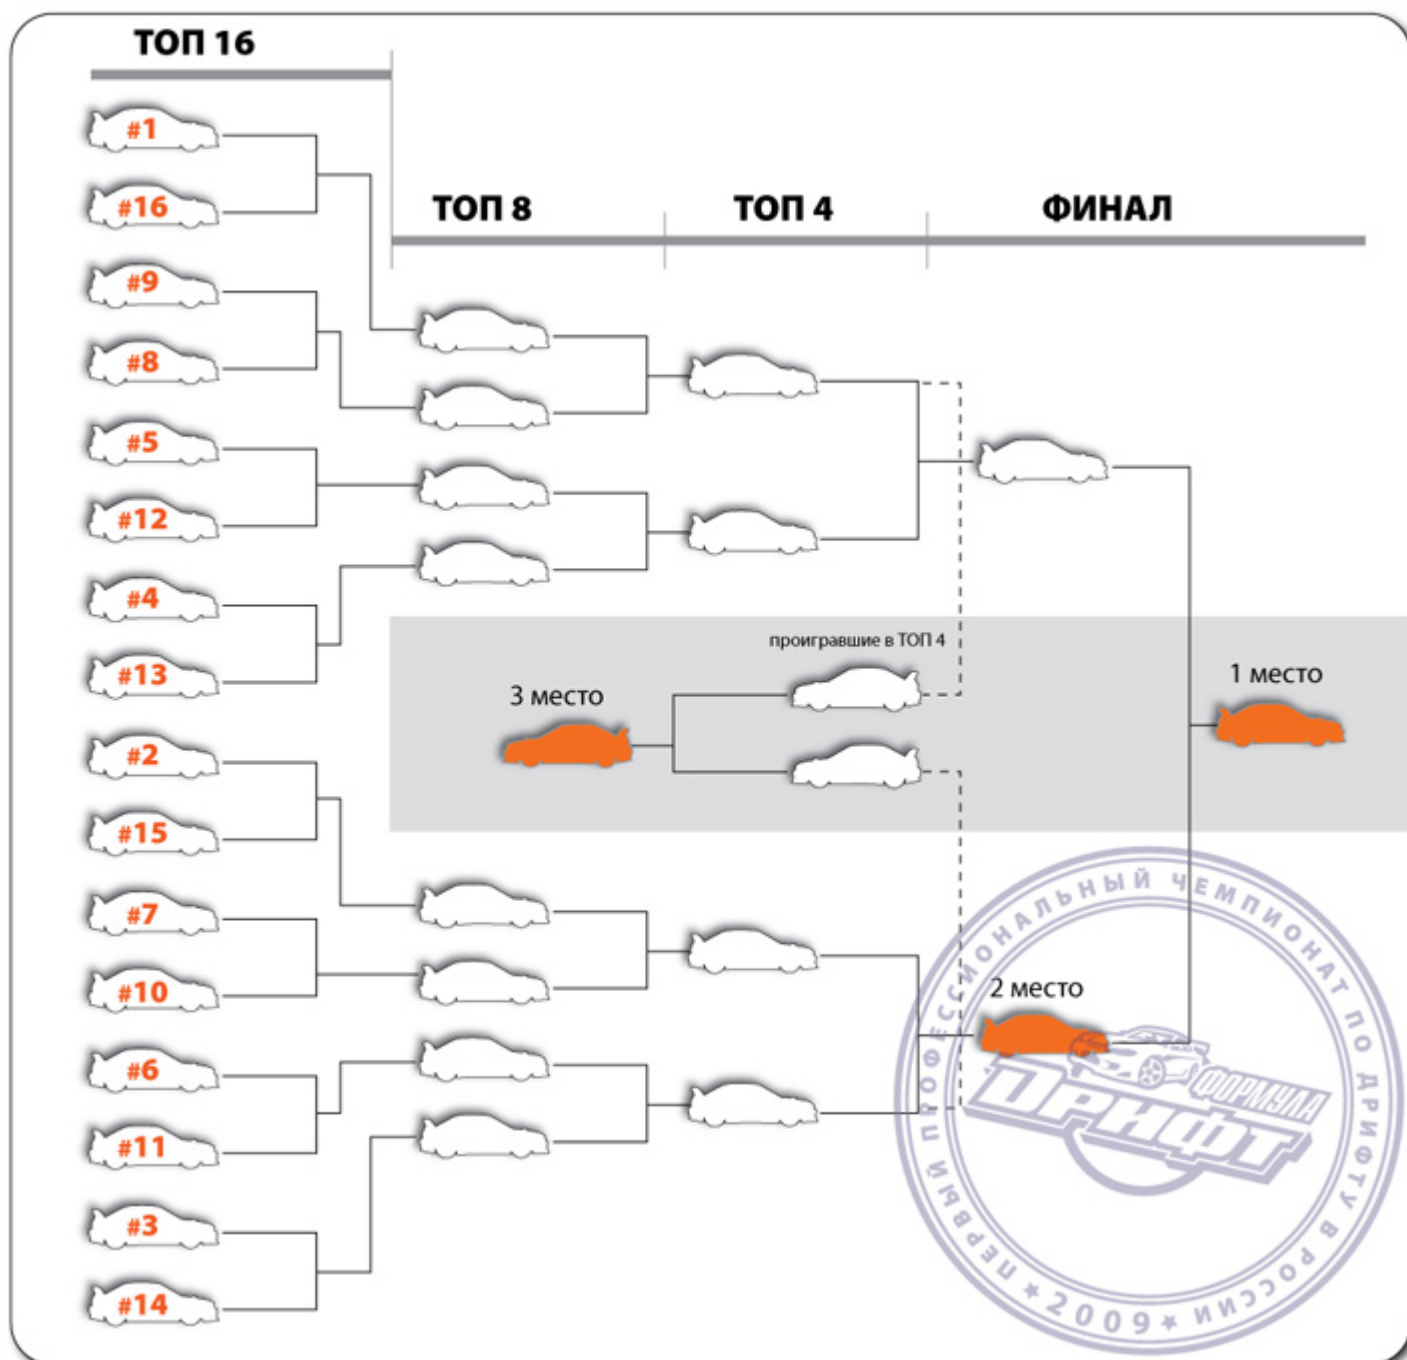 ТОП 16
ТОП 8
ТОП 4
ФИНАЛ
#1
#16
#9
#8
#5
#12
#4
#13
#2
#15
#7
#10
#6
#11
#3
#14
проигравшие в ТОП 4
3 место
1 место
2 место
ПЕРВЫЙ ПРОФЕССИОНАЛЬНЫЙ ЧЕМПИОНАТ ПО ДРИФТУ В РОССИИ
ФОРМУЛА
ДРИФТ
★ 2009 ★